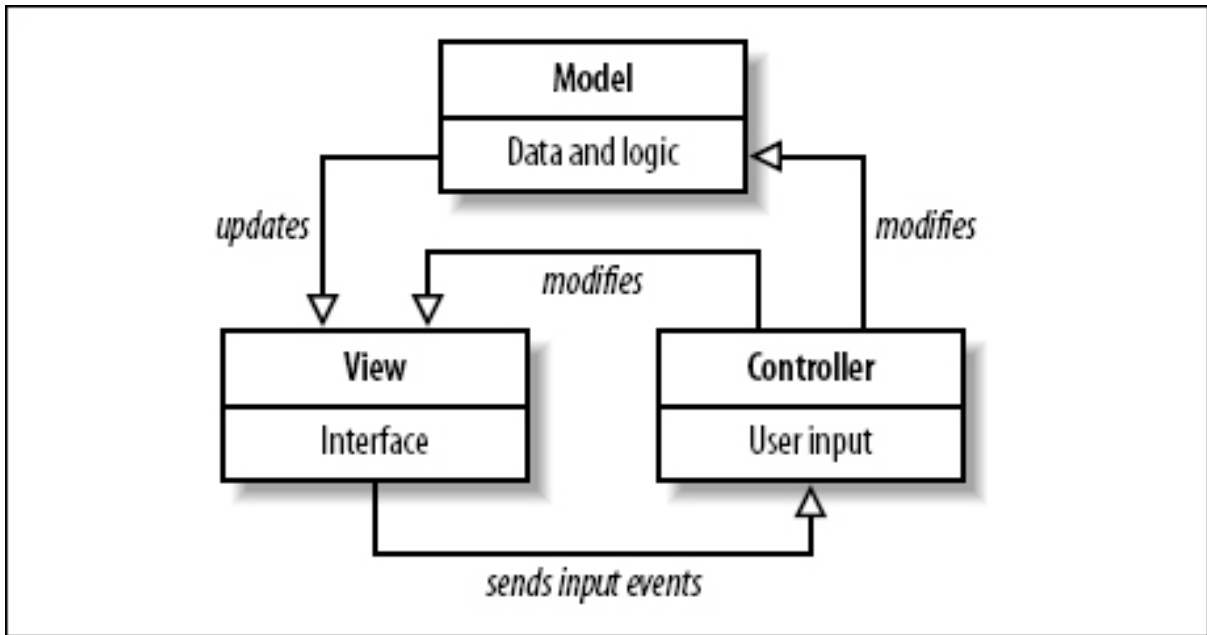 Model
Data and logic
updates
modifies
modifies
View
Interface
Controller
User input
sends input events